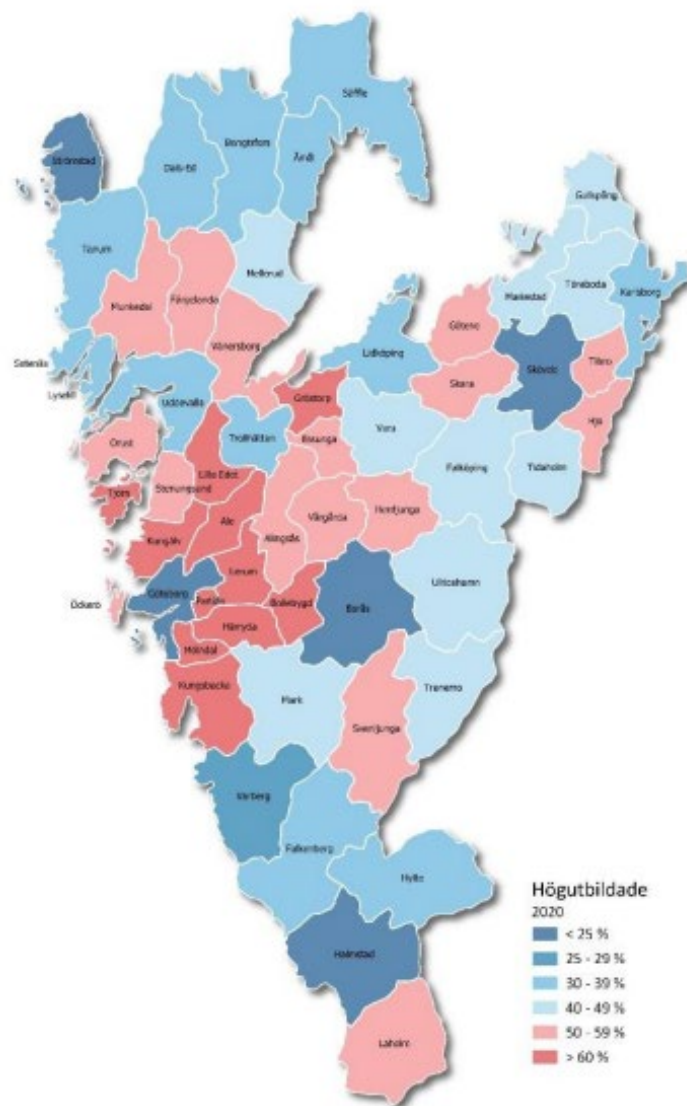 Säffle
Bengtsfors
Åmål
Strömstad
Dals-Ed
Gullspång
Tanum
Mellerud
Mariestad
Töreboda
Karlsborg
Munkedal
Färgelanda
Vänersborg
Götene
Lidköping
Tibro
Skövde
Skara
Sotenäs
Lysekil
Uddevalla
Grästorp
Hjo
Vara
Trollhättan
Essunga
Orust
Falköping
Tidaholm
Lilla Edet
Stenungsund
Tjörn
Vårgårda
Herrljunga
Ale
Alingsås
Kungälv
Lerum
Ulricehamn
Göteborg
Öckerö
Partille
Bollebygd
Borås
Härryda
Mölndal
Kungsbacka
Tranemo
Mark
Svenljunga
Varberg
Falkenberg
Hylte
Halmstad
Laholm
Högutbildade
2020
< 25 %
25 - 29 %
30 - 39 %
40 - 49 %
50 - 59 %
> 60 %